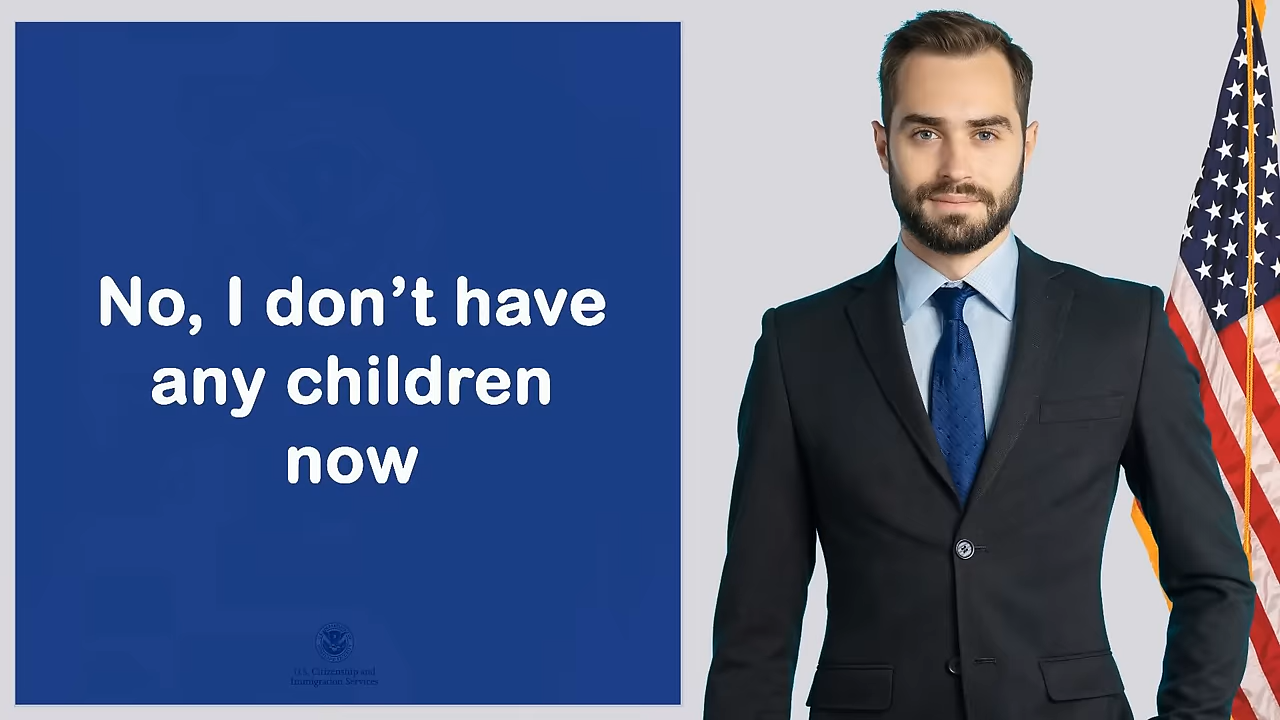 No, I don’t have
any children
now
U.S. Citizenship and
Immigration Services